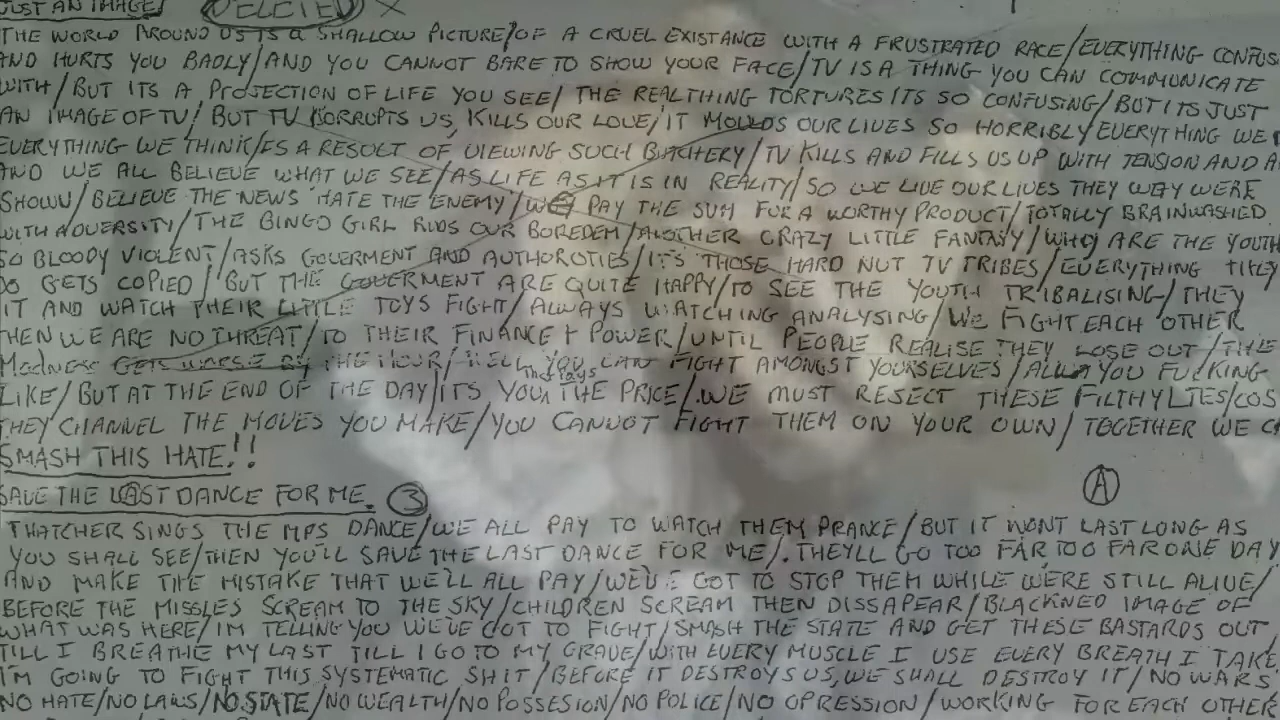 JUST AN IMAGE DELETED X
THE WORLD AROUND US IS a SHALLOW PICTURE/OF A CRUEL EXISTANCE WITH A FRUSTRATED RACE/EVERYTHING CONFUS
AND HURTS YOU BADLY/AND YOU CANNOT BARE TO SHOW YOUR FACE/TV IS A THING YOU CAN COMMUNICATE
WITH/BUT ITS A PROJECTION OF LIFE YOU SEE/THE REALTHING TORTURES ITS SO CONFUSING/BUT ITS JUST
AN IMAGE OF TV/BUT TV KORRUPTS US, KILLS OUR LOVE/IT MOULDS OUR LIVES SO HORRIBLY/EVERYTHING WE
EVERYTHING WE THINK/ES A RESULT OF VIEWING SUCH BUTCHERY/TV KILLS AND FILLS US UP WITH TENSION AND
AND WE ALL BELIEVE WHAT WE SEE/AS LIFE AS IT IS IN REALITY/SO WE LIVE OUR LIVES THEY WAY WERE
SHOWN/BELIEVE THE NEWS HATE THE ENEMY/WE PAY THE SUM FOR A WORTHY PRODUCT/TOTALLY BRAINWASHED
WITH ADVERSITY/THE BINGO GIRL RIDS OUR BOREDEM/ANOTHER CRAZY LITTLE FANTASY/WHO ARE THE YOUTH
SO BLOODY VIOLENT/ASKS GOVERMENT AND AUTHOROTIES/IT'S THOSE HARD NUT TV TRIBES/EVERYTHING THEY
DO GETS COPIED/BUT THE GOUERMENT ARE QUITE HAPPY/TO SEE THE YOUTH TRIBALISING/THEY
IT AND WATCH THEIR LITTLE TOYS FIGHT/ALWAYS WATCHING ANALYSING/WE FIGHT EACH OTHER
THEN WE ARE NO THREAT/TO THEIR FINANCE + POWER/UNTIL PEOPLE REALISE THEY LOSE OUT/THE
Madness GETS WORSE BY THE HOUR/WELL YOU CAN FIGHT AMONGST YOURSELVES/ALL YOU FUCKING
LIKE/BUT AT THE END OF THE DAY/ITS YOU That Pays THE PRICE/.WE MUST REJECT THESE FILTHY LIES/COS
THEY CHANNEL THE MOVES YOU MAKE/YOU CANNOT FIGHT THEM ON YOUR OWN/TOGETHER WE
SMASH THIS HATE!!
SAVE THE LAST DANCE FOR ME. 3 A
THATCHER SINGS THE MPS DANCE/WE ALL PAY TO WATCH THEM PRANCE/BUT IT WONT LAST LONG AS
YOU SHALL SEE/THEN YOU'LL SAVE THE LAST DANCE FOR ME/.THEYLL GO TOO FAR TOO FAR ONE DAY
AND MAKE THE MISTAKE THAT WE'LL ALL PAY/WE'VE GOT TO STOP THEM WHILE WE'RE STILL ALIVE/
BEFORE THE MISSLES SCREAM TO THE SKY/CHILDREN SCREAM THEN DISSAPEAR/BLACKNED IMAGE OF
WHAT WAS HERE/IM TELLING YOU WE'VE GOT TO FIGHT/SMASH THE STATE AND GET THESE BASTARDS OUT
TILL I BREATHE MY LAST TILL I GO TO MY GRAVE/WITH EVERY MUSCLE I USE EVERY BREATH I TAKE
I'M GOING TO FIGHT THIS SYSTEMATIC SHIT/BEFORE IT DESTROYS US, WE SHALL DESTROY IT/NO WARS
NO HATE/NO LAWS/NO STATE/NO WEALTH/NO POSSESION/NO POLICE/NO OPRESSION/WORKING FOR EACH OTHER